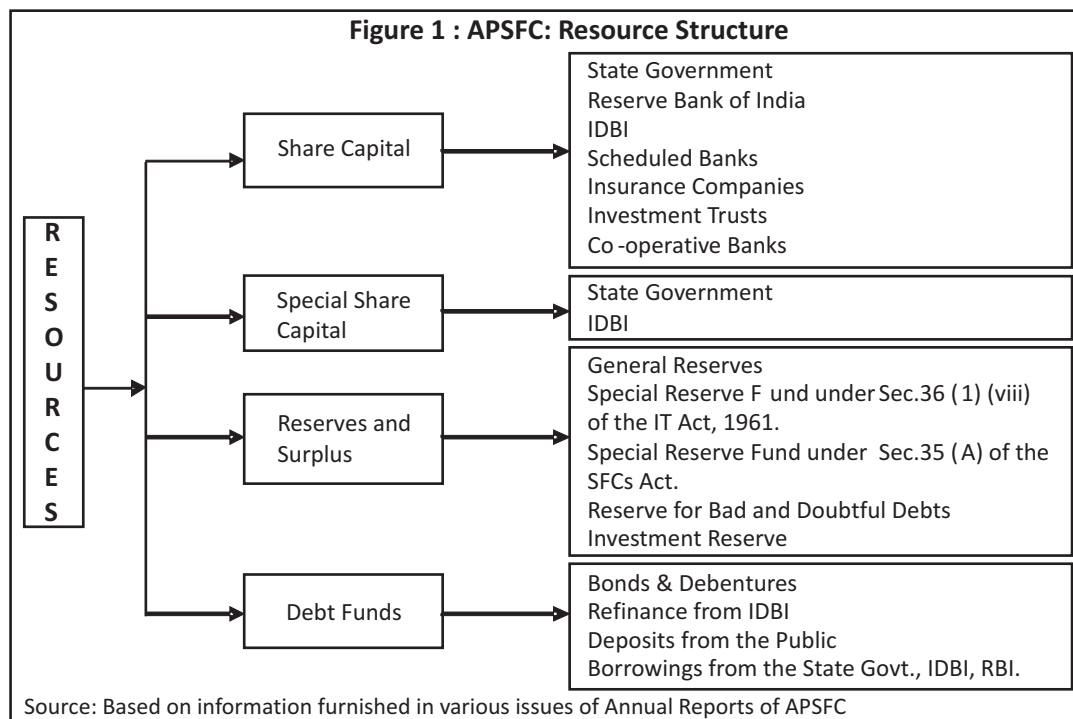 Figure 1 : APSFC: Resource Structure
RESOURCES
Share Capital
State Government
Reserve Bank of India
IDBI
Scheduled Banks
Insurance Companies
Investment Trusts
Co-operative Banks
Special Share
Capital
State Government
IDBI
Reserves and
Surplus
General Reserves
Special Reserve F und under Sec.36 (1) (viii)
of the IT Act, 1961.
Special Reserve Fund under Sec.35 (A) of the
SFCs Act.
Reserve for Bad and Doubtful Debts
Investment Reserve
Debt Funds
Bonds & Debentures
Refinance from IDBI
Deposits from the Public
Borrowings from the State Govt., IDBI, RBI.
Source: Based on information furnished in various issues of Annual Reports of APSFC